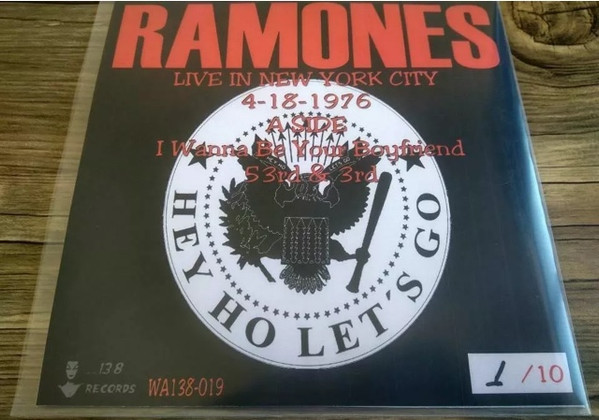 RAMONES
LIVE IN NEW YORK CITY
4-18-1976
A SIDE
I Wanna Be Your Boyfriend
53rd & 3rd
HEY HO LET'S GO
...138
RECORDS WA138-019
1 /10